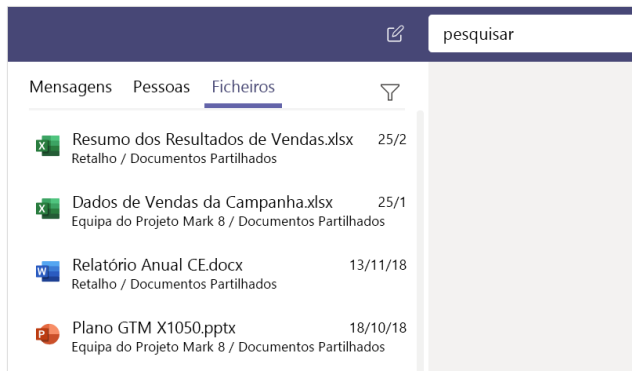 pesquisar
Mensagens Pessoas Ficheiros
Resumo dos Resultados de Vendas.xlsx 25/2
Retalho / Documentos Partilhados
Dados de Vendas da Campanha.xlsx 25/1
Equipa do Projeto Mark 8 / Documentos Partilhados
Relatório Anual CE.docx 13/11/18
Retalho / Documentos Partilhados
Plano GTM X1050.pptx 18/10/18
Equipa do Projeto Mark 8 / Documentos Partilhados